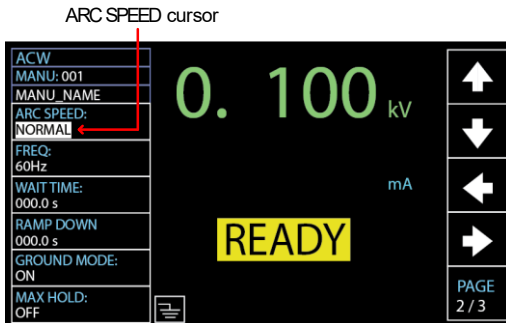 ARC SPEED cursor
ACW
MANU: 001
MANU_NAME
ARC SPEED:
NORMAL
FREQ:
60Hz
WAIT TIME:
000.0 s
RAMP DOWN
000.0 s
GROUND MODE:
ON
MAX HOLD:
OFF
0. 100 kV
mA
READY
PAGE
2 / 3